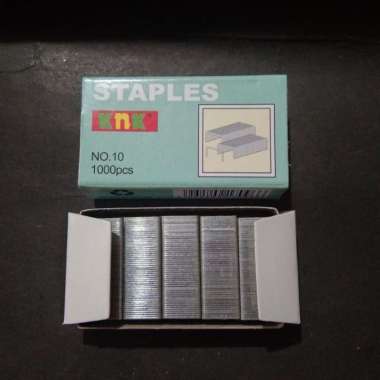 STAPLES
KnK
NO.10
1000pcs